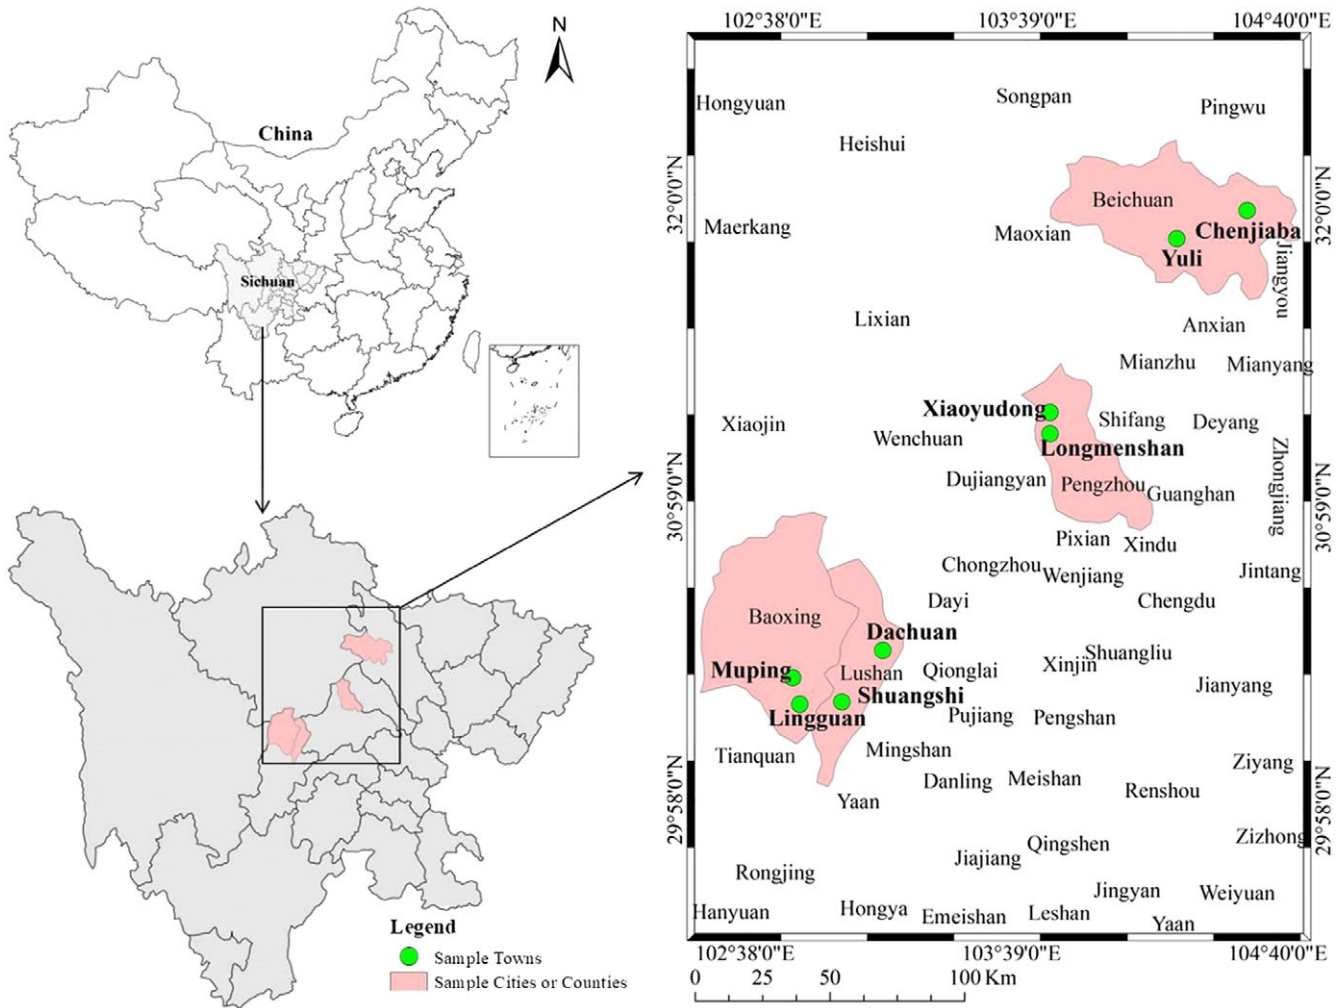 N
China
Sichuan
102°38'0"E 103°39'0"E 104°40'0"E
32°0'0"N
30°59'0"N
29°58'0"N
Hongyuan
Songpan
Pingwu
Heishui
Beichuan
Chenjiaba
Maerkang
Maoxian
Yuli
Jiangyou
Lixian
Anxian
Mianzhu
Mianyang
Xiaoyudong
Shifang
Deyang
Xiaojin
Wenchuan
Longmenshan
Zhongjiang
Dujiangyan
Pengzhou
Guanghan
Pixian
Xindu
Chongzhou
Wenjiang
Jintang
Dayi
Chengdu
Baoxing
Dachuan
Muping
Lushan
Qionglai
Xinjin
Shuangliu
Jianyang
Shuangshi
Lingguan
Pujiang
Pengshan
Tianquan
Mingshan
Ziyang
Danling
Meishan
Renshou
Yaan
Zizhong
Qingshen
Jiajiang
Rongjing
Jingyan
Weiyuan
Hanyuan
Hongya
Emeishan
Leshan
Yaan
32°0'0"N
30°59'0"N
29°58'0"N
102°38'0"E 103°39'0"E 104°40'0"E
0 25 50 100 Km
Legend
Sample Towns
Sample Cities or Counties